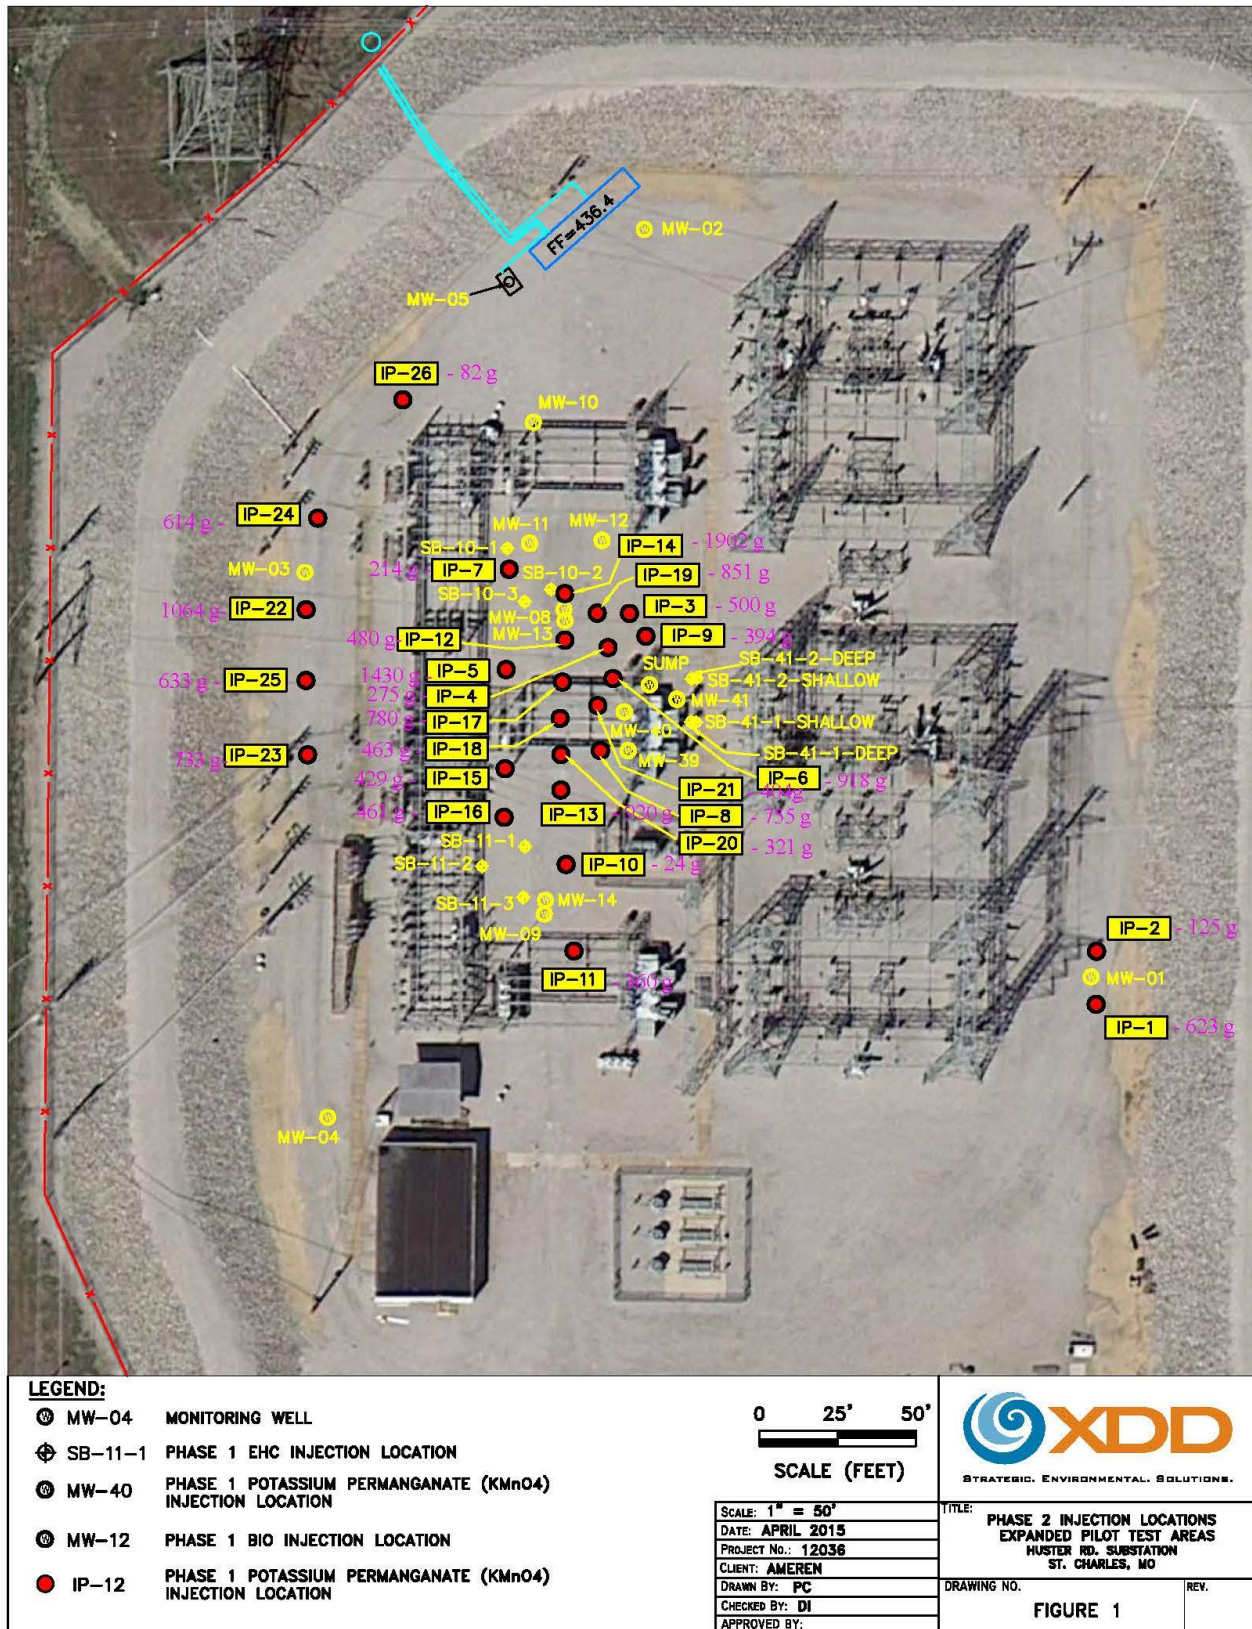 FF=436.4
MW-02
MW-05
IP-26 - 82 g
MW-10
614 g - IP-24
MW-11
MW-12
SB-10-1
IP-14 - 1902 g
MW-03
214 g - IP-7
SB-10-2
IP-19 - 851 g
1064 g- IP-22
SB-10-3
MW-08
IP-3 - 500 g
480 g- IP-12
MW-13
IP-9 - 394 g
633 g - IP-25
1430 g- IP-5
SUMP
SB-41-2-DEEP
SB-41-2-SHALLOW
275 g - IP-4
MW-41
780 g - IP-17
MW-40
SB-41-1-SHALLOW
733 g- IP-23
463 g- IP-18
MW-39
SB-41-1-DEEP
429 g - IP-15
IP-6 - 918 g
IP-21 - 404g
461 g - IP-16
IP-13 - 920 g
IP-8 - 755 g
SB-11-1
IP-20 - 321 g
SB-11-2
IP-10 - 24 g
SB-11-3
MW-14
MW-09
IP-2 - 125 g
IP-11 - 360 g
MW-01
IP-1 - 623 g
MW-04
LEGEND:
MW-04 MONITORING WELL
SB-11-1 PHASE 1 EHC INJECTION LOCATION
MW-40 PHASE 1 POTASSIUM PERMANGANATE (KMnO4)
INJECTION LOCATION
MW-12 PHASE 1 BIO INJECTION LOCATION
IP-12 PHASE 1 POTASSIUM PERMANGANATE (KMnO4)
INJECTION LOCATION
0 25' 50'
SCALE (FEET)
XDD
STRATEGIC. ENVIRONMENTAL. SOLUTIONS.
SCALE: 1" = 50'
DATE: APRIL 2015
PROJECT No.: 12036
CLIENT: AMEREN
DRAWN BY: PC
CHECKED BY: DI
APPROVED BY:
TITLE:
PHASE 2 INJECTION LOCATIONS
EXPANDED PILOT TEST AREAS
HUSTER RD. SUBSTATION
ST. CHARLES, MO
DRAWING NO.
FIGURE 1
REV.